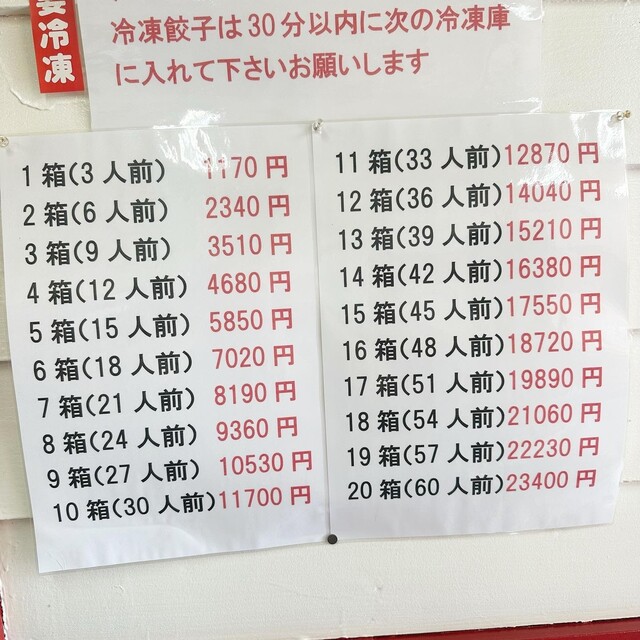 要冷凍
冷凍餃子は30分以内に次の冷凍庫
に入れて下さいお願いします
1箱(3人前) 1170円
2箱(6人前) 2340円
3箱(9人前) 3510円
4箱(12人前) 4680円
5箱(15人前) 5850円
6箱(18人前) 7020円
7箱(21人前) 8190円
8箱(24人前) 9360円
9箱(27人前) 10530円
10箱(30人前)11700円
11箱(33人前)12870円
12箱(36人前)14040円
13箱(39人前)15210円
14箱(42人前)16380円
15箱(45人前)17550円
16箱(48人前)18720円
17箱(51人前)19890円
18箱(54人前)21060円
19箱(57人前)22230円
20箱(60人前)23400円